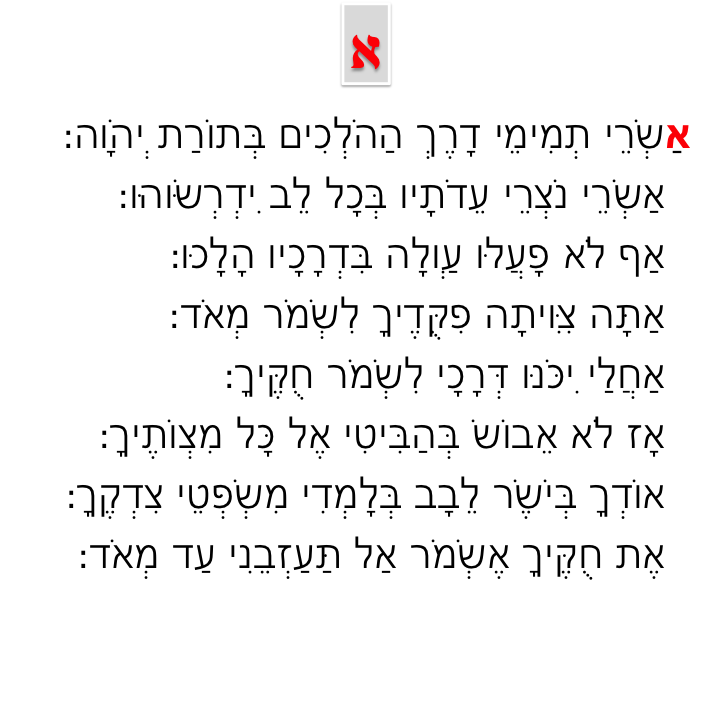 א
אַשְׁרֵי תְמִימֵי דָרֶךְ הַהֹלְכִים בְּתוֹרַת יְהוָֹה:
אַשְׁרֵי נֹצְרֵי עֵדֹתָיו בְּכָל לֵב יִדְרְשׁוּהוּ:
אַף לֹא פָעֲלוּ עַוְלָה בִּדְרָכָיו הָלָכוּ:
אַתָּה צִוִּיתָה פִקֻּדֶיךָ לִשְׁמֹר מְאֹד:
אַחֲלַי יִכֹּנוּ דְּרָכָי לִשְׁמֹר חֻקֶּיךָ:
אָז לֹא אֵבוֹשׁ בְּהַבִּיטִי אֶל כָּל מִצְוֹתֶיךָ:
אוֹדְךָ בְּיֹשֶׁר לֵבָב בְּלָמְדִי מִשְׁפְּטֵי צִדְקֶךָ:
אֶת חֻקֶּיךָ אֶשְׁמֹר אַל תַּעַזְבֵנִי עַד מְאֹד: